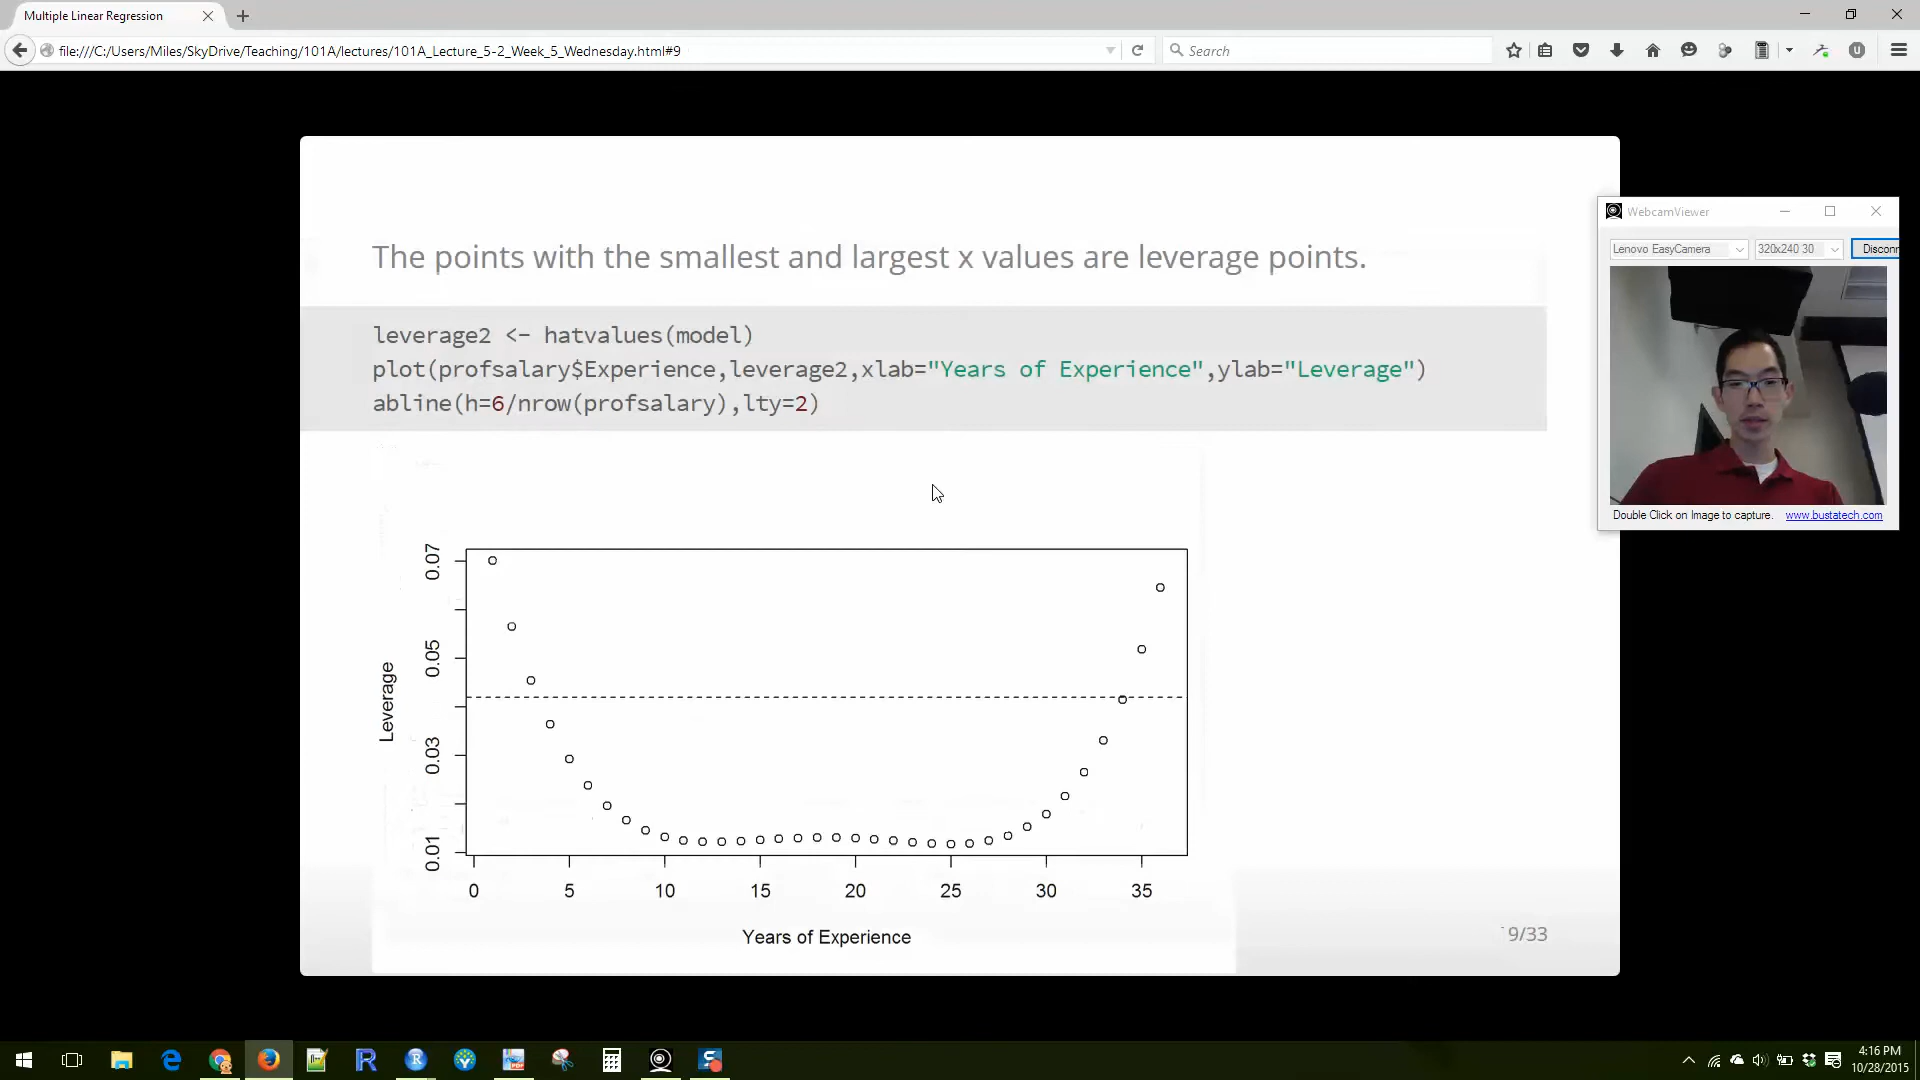 Multiple Linear Regression
file:///C:/Users/Miles/SkyDrive/Teaching/101A/lectures/101A_Lecture_5-2_Week_5_Wednesday.html#9
Search
The points with the smallest and largest x values are leverage points.
leverage2 <- hatvalues(model)
plot(profsalary$Experience,leverage2,xlab="Years of Experience",ylab="Leverage")
abline(h=6/nrow(profsalary),lty=2)
WebcamViewer
Lenovo EasyCamera
320x240 30
Disconn
Double Click on Image to capture.
www.bustatech.com
Leverage
0.07
0.05
0.03
0.01
0 5 10 15 20 25 30 35
Years of Experience
9/33
4:16 PM
10/28/2015